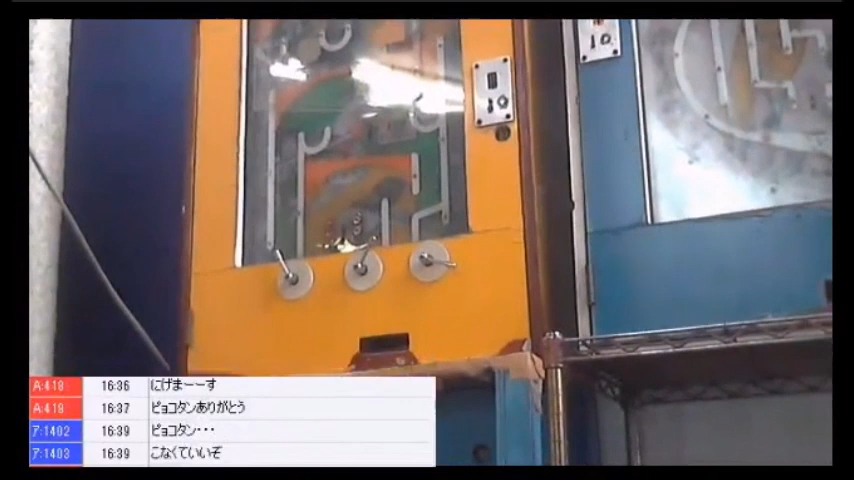 10
10
A:418 16:36 にげまーーす
A:419 16:37 ピョコタンありがとう
ア:1402 16:39 ピョコタン・・・
ア:1403 16:39 こなくていいぞ